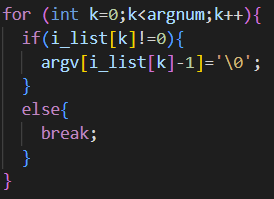 for (int k=0;k<argnum;k++){
  if(i_list[k]!=0){
    argv[i_list[k]-1]='\0';
  }
  else{
    break;
  }
}